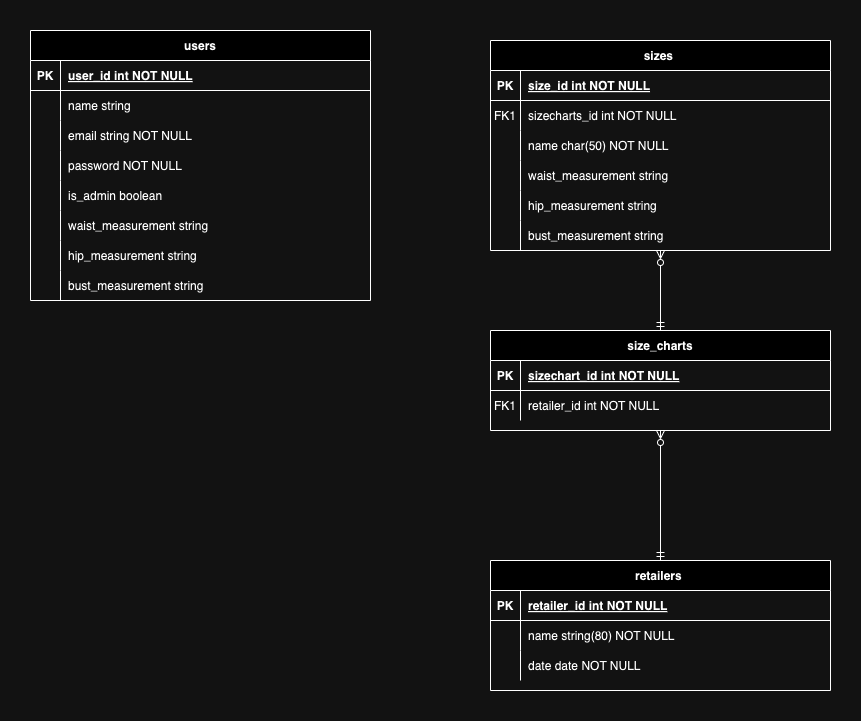 users
PK user_id int NOT NULL
name string
email string NOT NULL
password NOT NULL
is_admin boolean
waist_measurement string
hip_measurement string
bust_measurement string
sizes
PK size_id int NOT NULL
FK1 sizecharts_id int NOT NULL
name char(50) NOT NULL
waist_measurement string
hip_measurement string
bust_measurement string
size_charts
PK sizechart_id int NOT NULL
FK1 retailer_id int NOT NULL
retailers
PK retailer_id int NOT NULL
name string(80) NOT NULL
date date NOT NULL